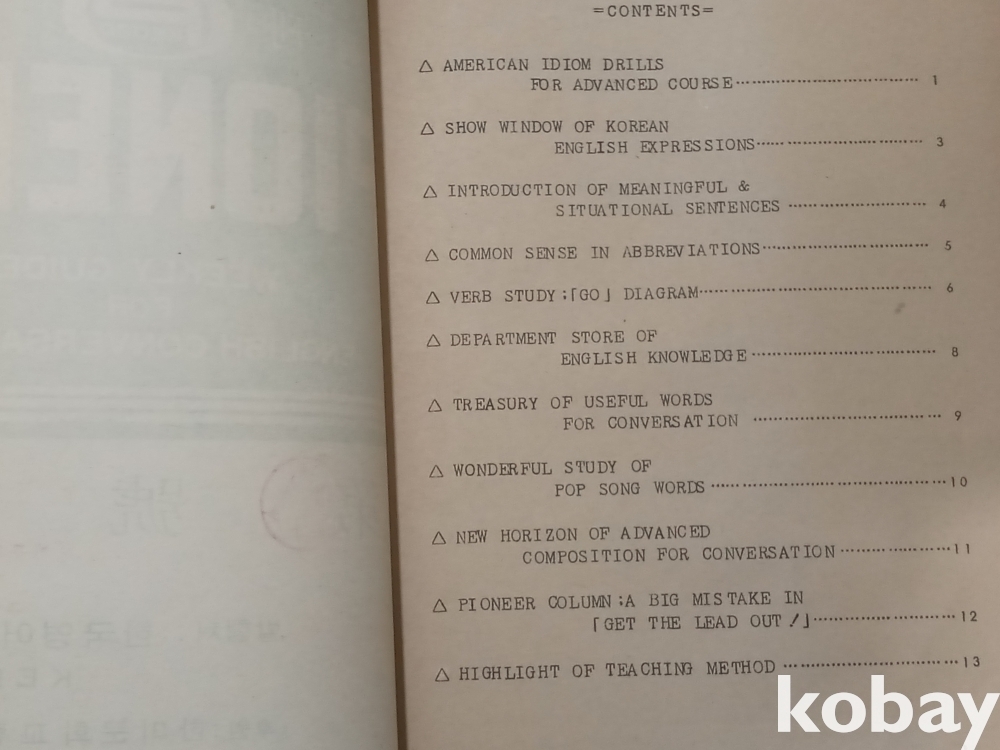 =CONTENTS=
△ AMERICAN IDIOM DRILLS
FOR ADVANCED COURSE 1
△ SHOW WINDOW OF KOREAN
ENGLISH EXPRESSIONS 3
△ INTRODUCTION OF MEANINGFUL &
SITUATIONAL SENTENCES 4
△ COMMON SENSE IN ABBREVIATIONS 5
△ VERB STUDY;「GO」 DIAGRAM 6
△ DEPARTMENT STORE OF
ENGLISH KNOWLEDGE 8
△ TREASURY OF USEFUL WORDS
FOR CONVERSATION 9
△ WONDERFUL STUDY OF
POP SONG WORDS 10
△ NEW HORIZON OF ADVANCED
COMPOSITION FOR CONVERSATION 11
△ PIONEER COLUMN;A BIG MISTAKE IN
「GET THE LEAD OUT!」 12
△ HIGHLIGHT OF TEACHING METHOD 13
kobay